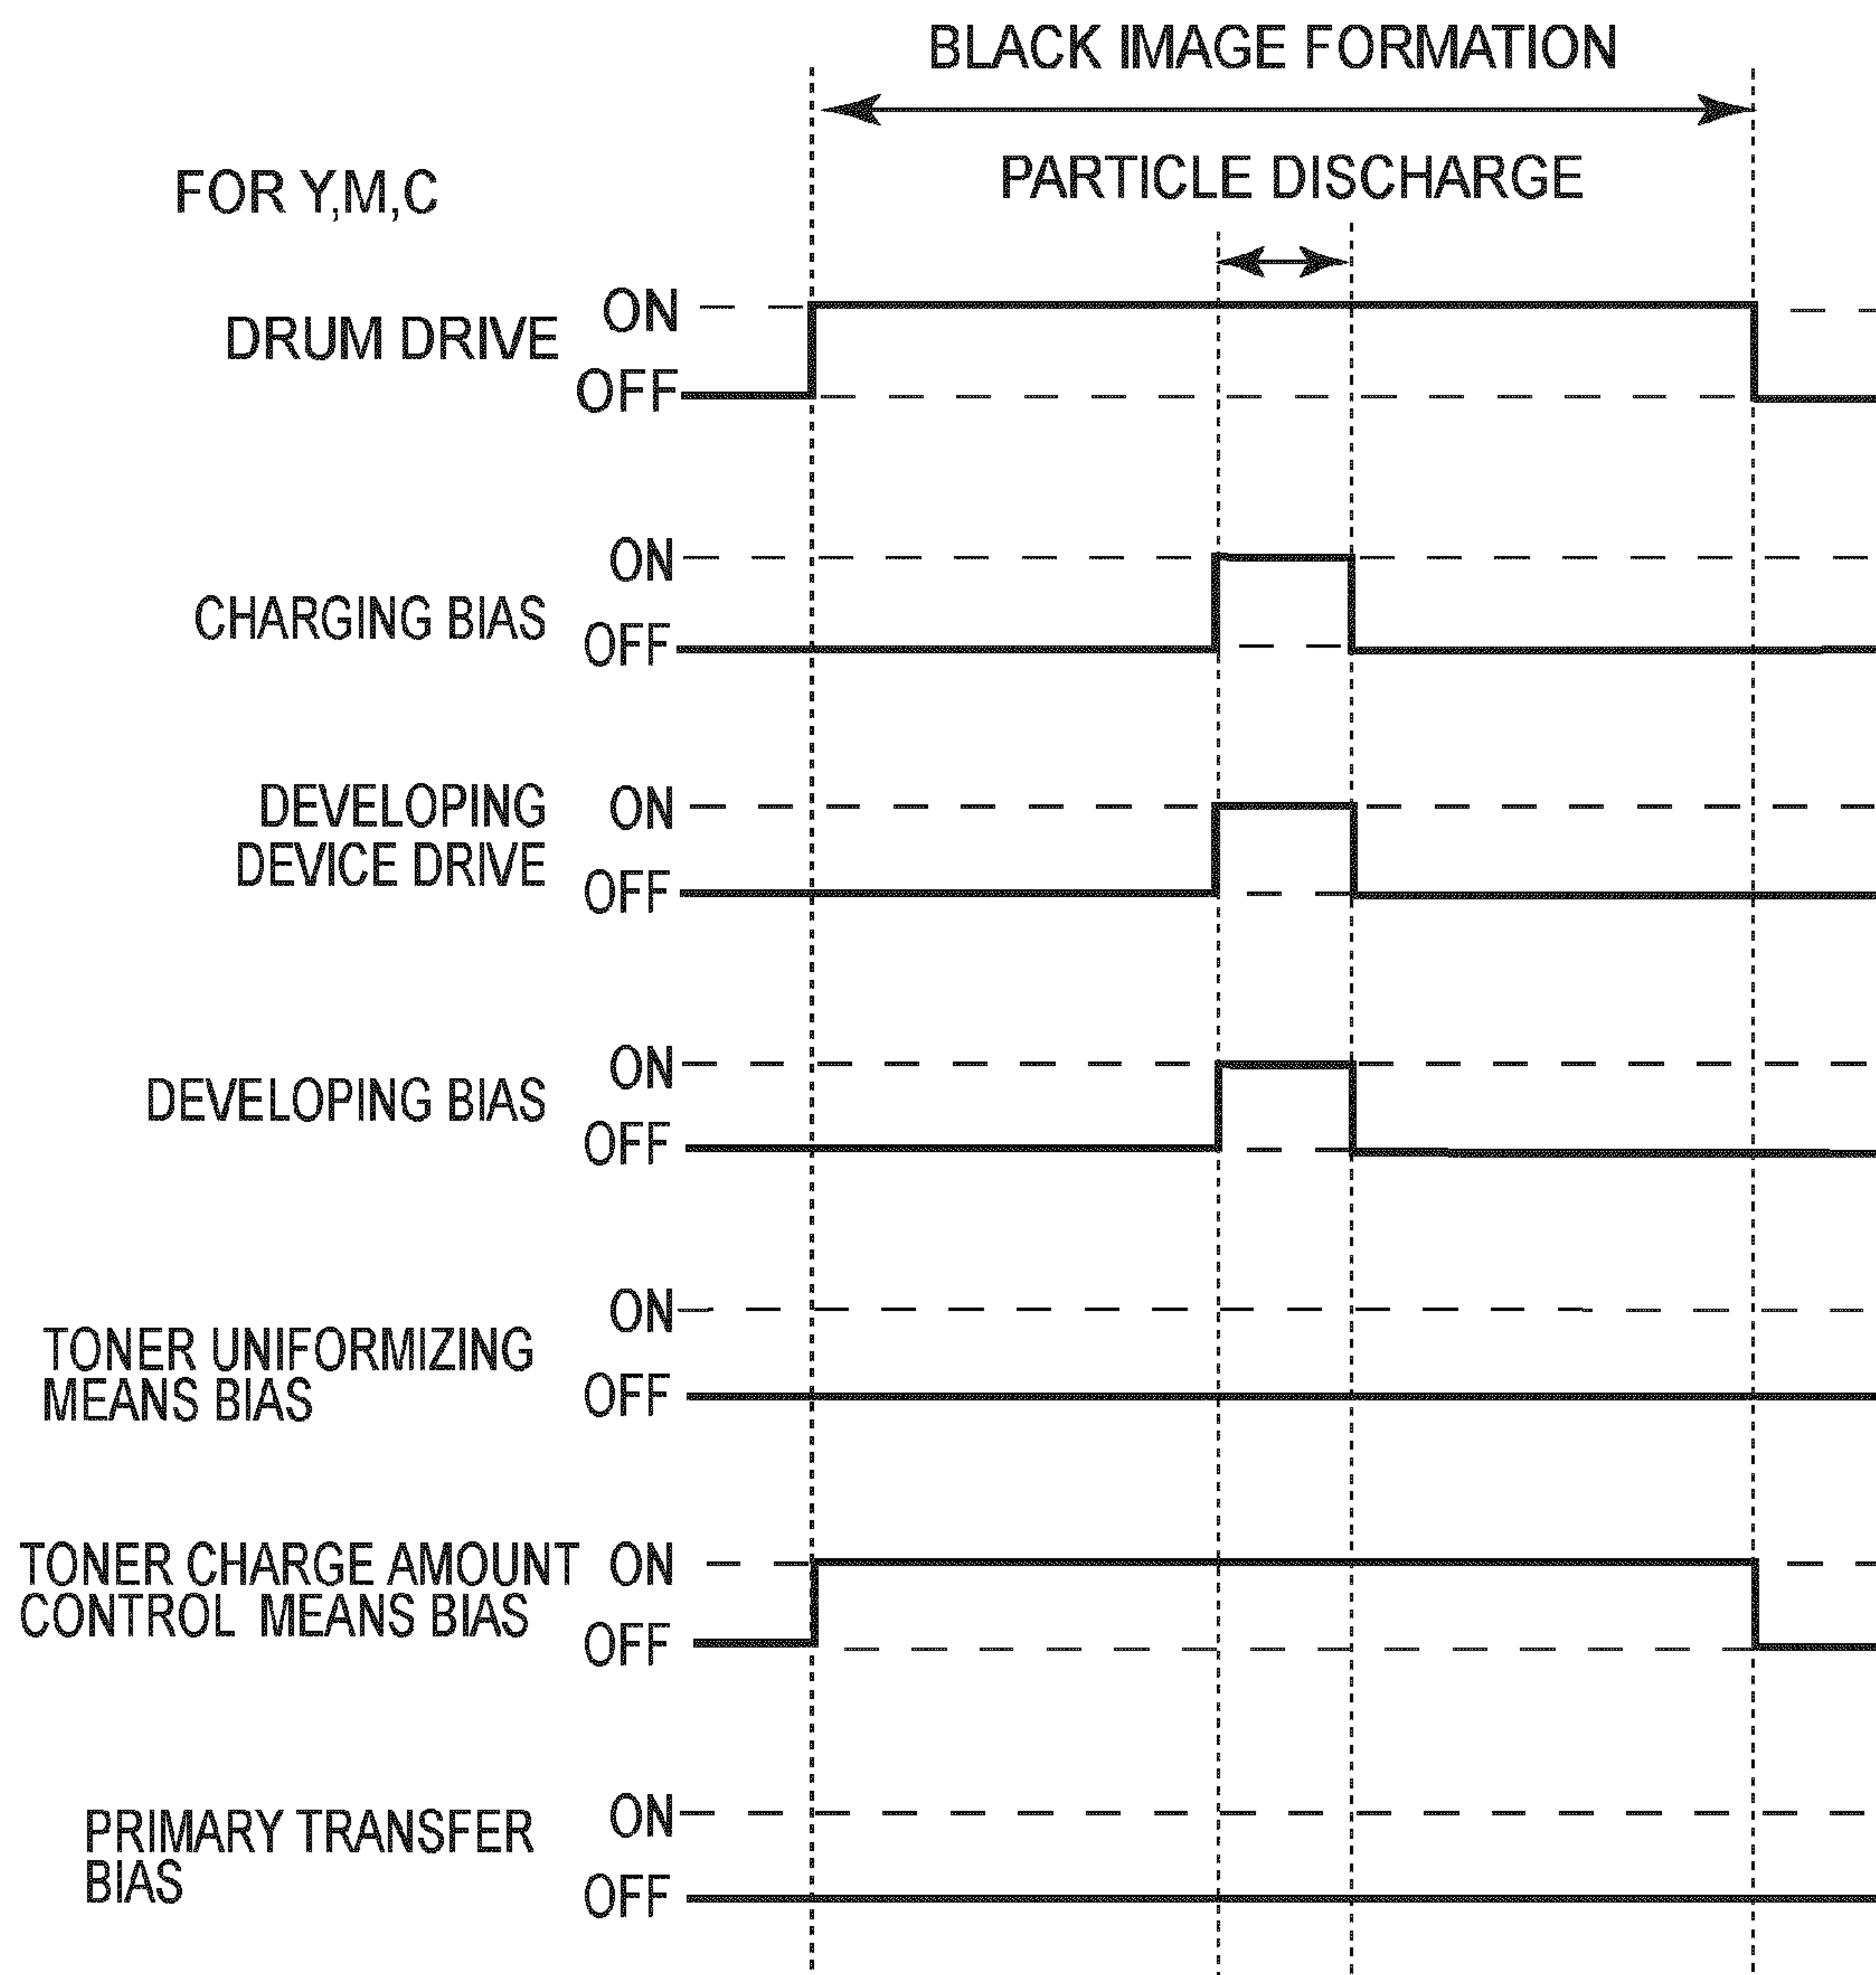 BLACK IMAGE FORMATION
FOR Y,M,C
PARTICLE DISCHARGE
DRUM DRIVE
ON
OFF
CHARGING BIAS
ON
OFF
DEVELOPING
DEVICE DRIVE
ON
OFF
DEVELOPING BIAS
ON
OFF
TONER UNIFORMIZING
MEANS BIAS
ON
OFF
TONER CHARGE AMOUNT
CONTROL MEANS BIAS
ON
OFF
PRIMARY TRANSFER
BIAS
ON
OFF